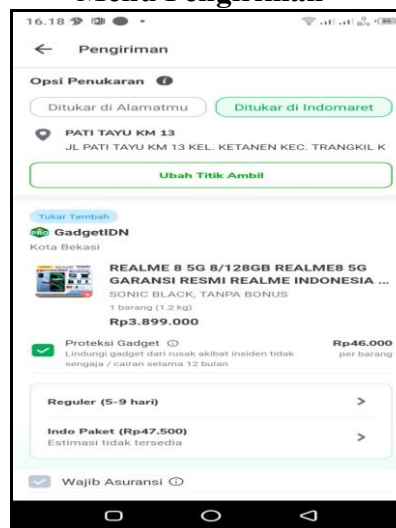 Menu Pengiriman
16.18
Pengiriman
Opsi Penukaran
Ditukar di Alamatmu
Ditukar di Indomaret
PATI TAYU KM 13
JL PATI TAYU KM 13 KEL. KETANEN KEC. TRANGKIL K
Ubah Titik Ambil
Tukar Tambah
PRO GadgetIDN
Kota Bekasi
REALME 8 5G 8/128GB REALME8 5G
GARANSI RESMI REALME INDONESIA ...
SONIC BLACK, TANPA BONUS
1 barang (1.2 kg)
Rp3.899.000
Proteksi Gadget
Rp46.000
Lindungi gadget dari rusak akibat insiden tidak
per barang
sengaja / cairan selama 12 bulan
Reguler (5-9 hari)
Indo Paket (Rp47.500)
Estimasi tidak tersedia
Wajib Asuransi